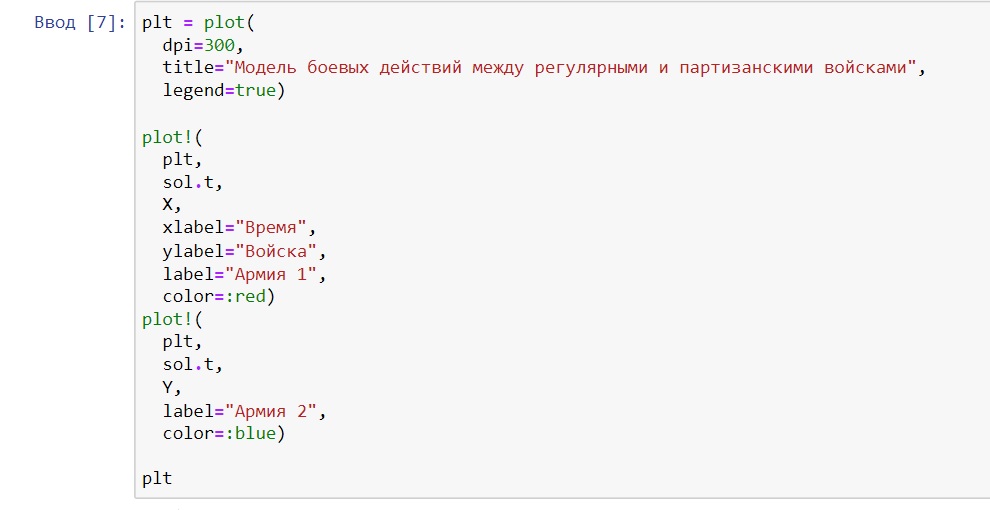 Ввод [7]: plt = plot(
dpi=300,
title="Модель боевых действий между регулярными и партизанскими войсками",
legend=true)
plot!(
plt,
sol.t,
X,
xlabel="Время",
ylabel="Войска",
label="Армия 1",
color=:red)
plot!(
plt,
sol.t,
Y,
label="Армия 2",
color=:blue)
plt